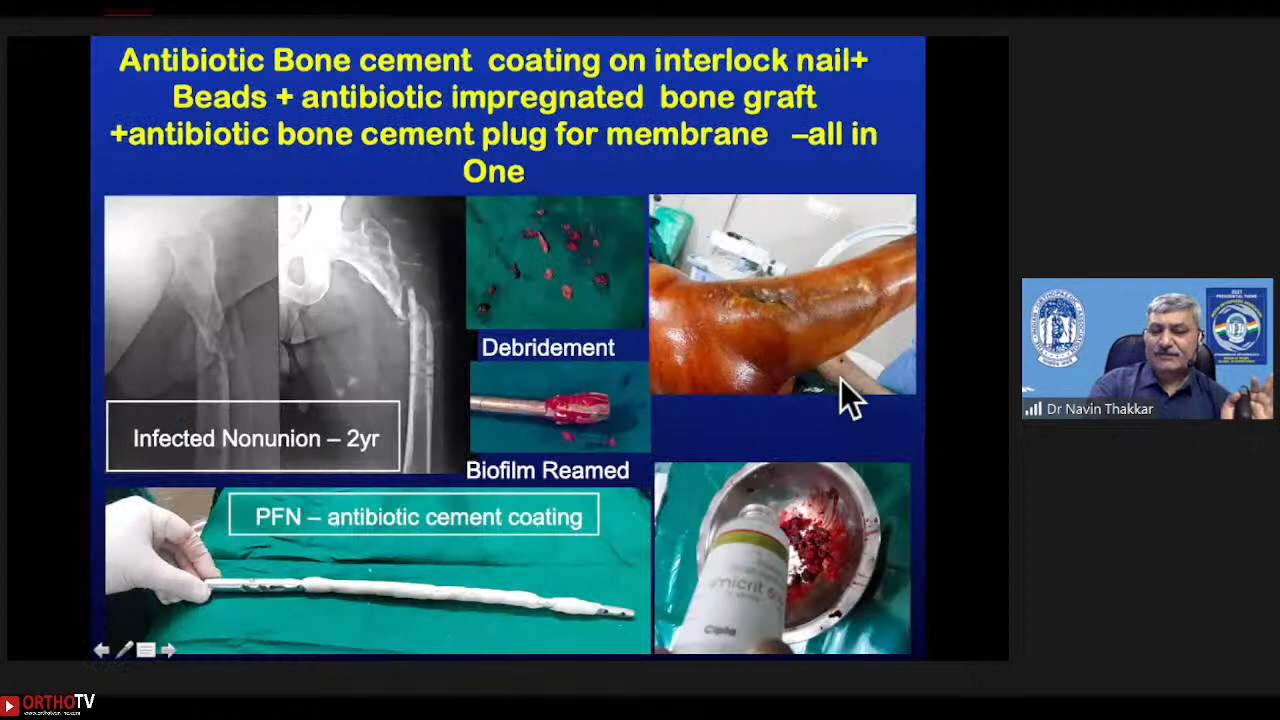 Antibiotic Bone cement coating on interlock nail+
Beads + antibiotic impregnated bone graft
+antibiotic bone cement plug for membrane –all in
One
Debridement
Infected Nonunion – 2yr
Biofilm Reamed
PFN – antibiotic cement coating
Cipla
Dr Navin Thakkar
ORTHOTV